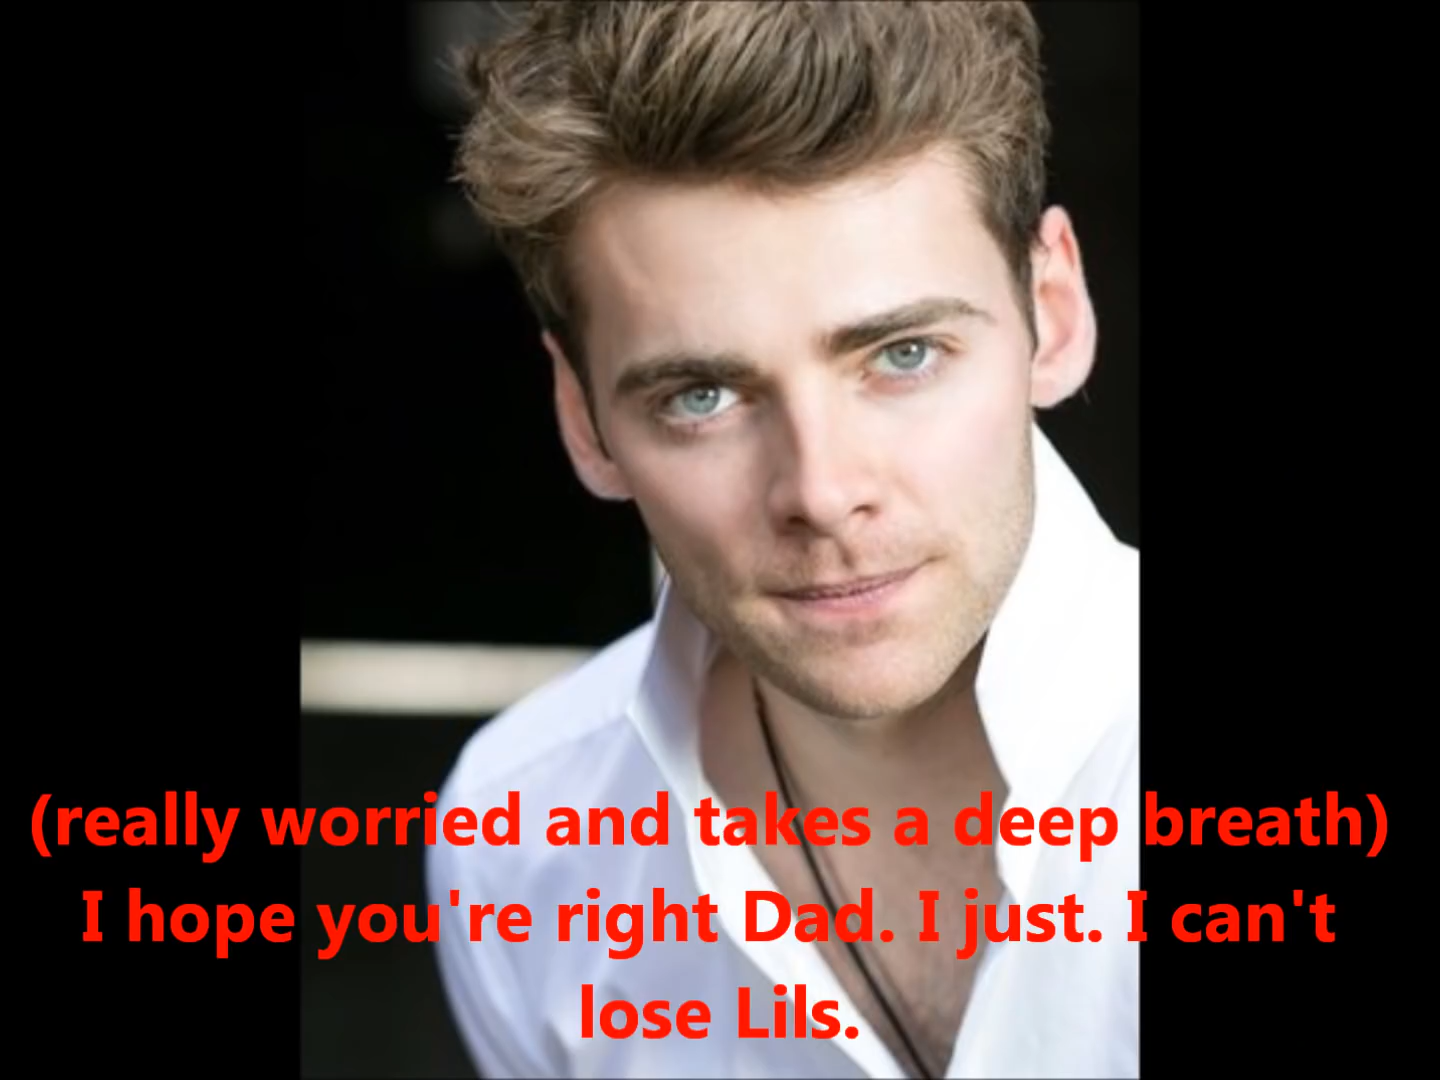 (really worried and takes a deep breath)
I hope you're right Dad. I just. I can't
lose Lils.